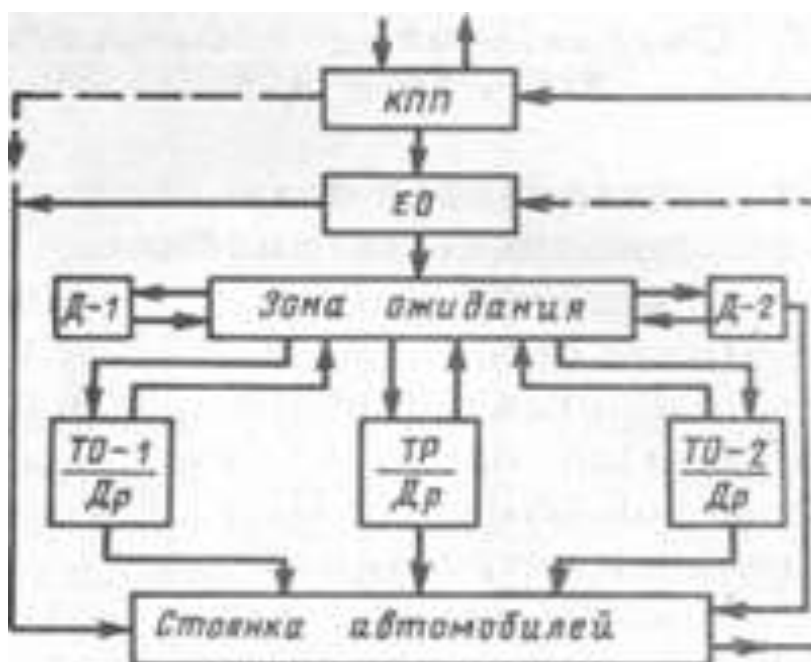 КПП
ЕО
Д-1
Зона ожидания
Д-2
ТО-1
Др
ТР
Др
ТО-2
Др
Стоянка автомобилей